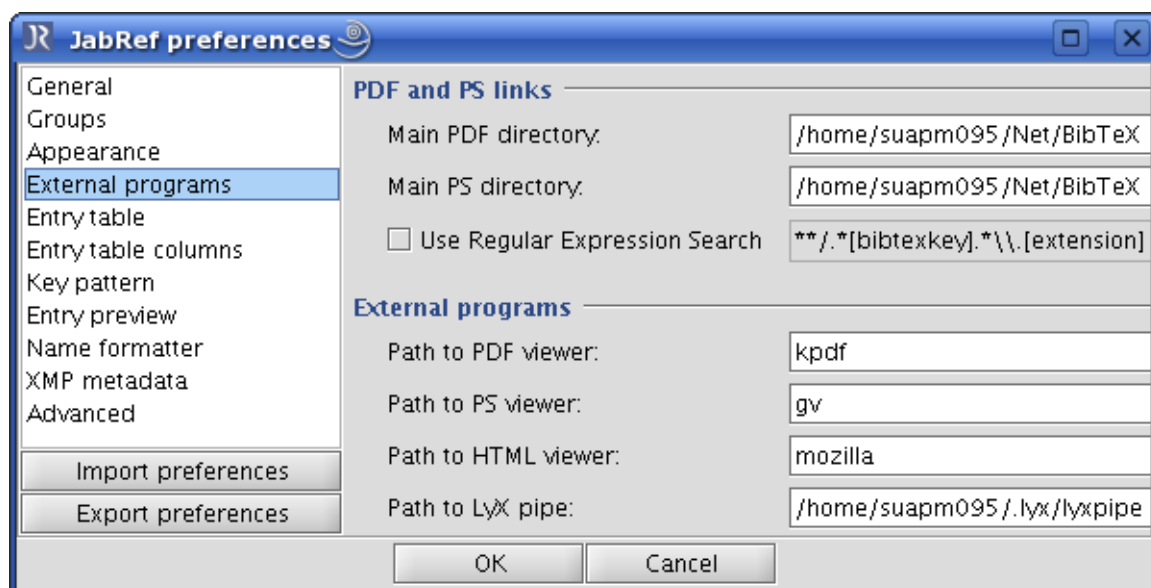 JabRef preferences
General
Groups
Appearance
External programs
Entry table
Entry table columns
Key pattern
Entry preview
Name formatter
XMP metadata
Advanced
Import preferences
Export preferences
PDF and PS links
Main PDF directory: /home/suapm095/Net/BibTeX
Main PS directory: /home/suapm095/Net/BibTeX
Use Regular Expression Search **/.*[bibtexkey].*\\.[extension]
External programs
Path to PDF viewer: kpdf
Path to PS viewer: gv
Path to HTML viewer: mozilla
Path to LyX pipe: /home/suapm095/.lyx/lyxpipe
OK Cancel